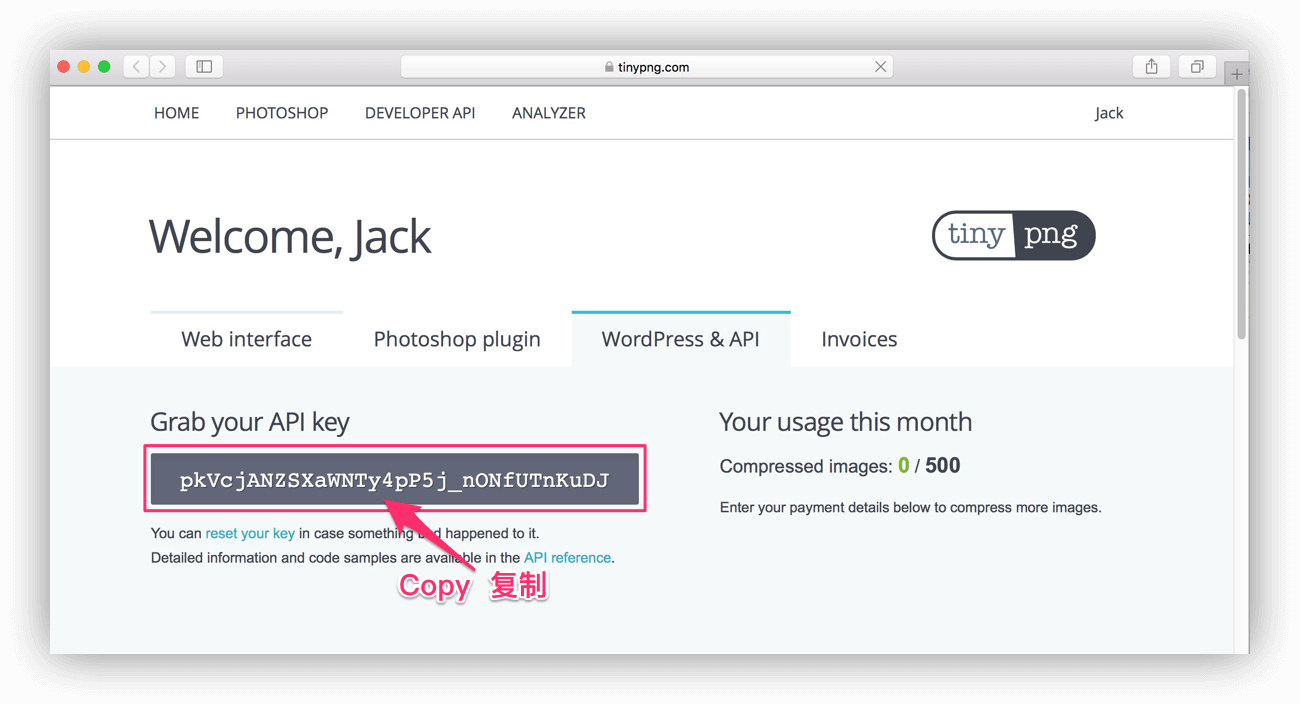 tinypng.com
HOME PHOTOSHOP DEVELOPER API ANALYZER Jack
Welcome, Jack
tiny png
Web interface Photoshop plugin WordPress & API Invoices
Grab your API key
pkVcjANZSXaWNTy4pP5j_nONfUTnKuDJ
You can reset your key in case something bad happened to it.
Detailed information and code samples are available in the API reference.
Copy 复制
Your usage this month
Compressed images: 0 / 500
Enter your payment details below to compress more images.